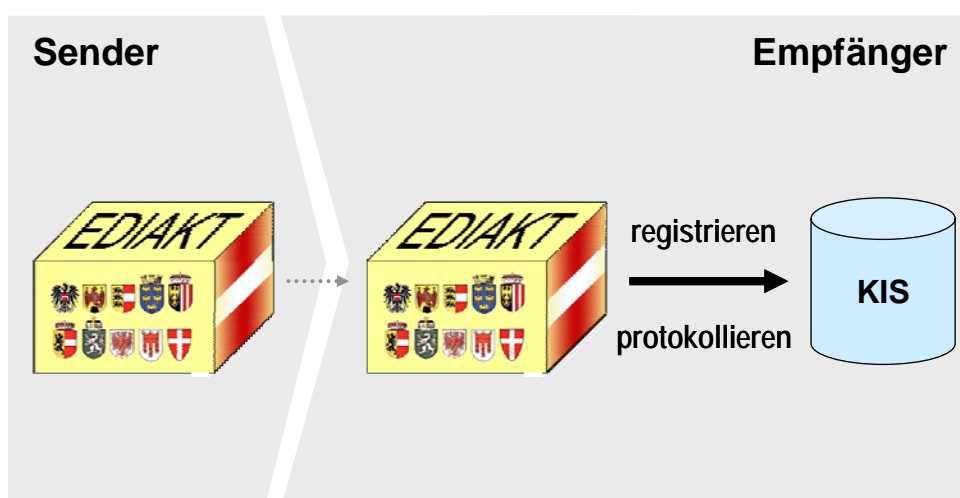 Sender
Empfänger
EDIAKT
EDIAKT
registrieren
protokollieren
KIS